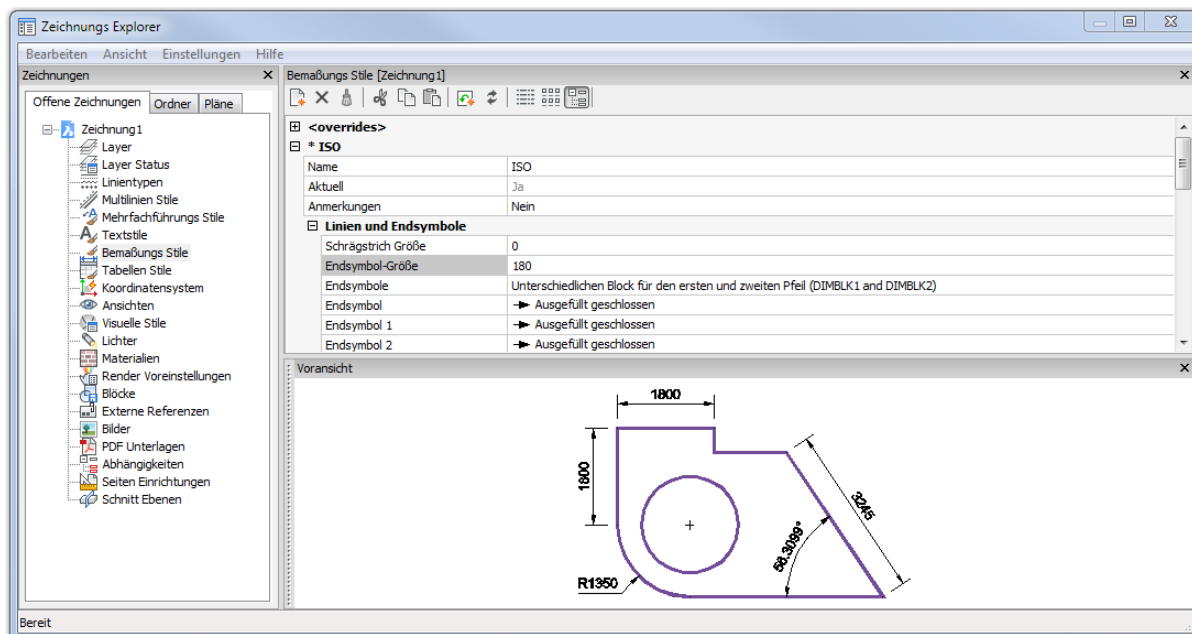 Zeichnungs Explorer
Bearbeiten Ansicht Einstellungen Hilfe
Zeichnungen
Offene Zeichnungen Ordner Pläne
Zeichnung1
Layer
Layer Status
Linientypen
Multilinien Stile
Mehrfachführungs Stile
Textstile
Bemaßungs Stile
Tabellen Stile
Koordinatensystem
Ansichten
Visuelle Stile
Lichter
Materialien
Render Voreinstellungen
Blöcke
Externe Referenzen
Bilder
PDF Unterlagen
Abhängigkeiten
Seiten Einrichtungen
Schnitt Ebenen
Bemaßungs Stile [Zeichnung1]
<overrides>
* ISO
Name ISO
Aktuell Ja
Anmerkungen Nein
Linien und Endsymbole
Schrägstrich Größe 0
Endsymbol-Größe 180
Endsymbole Unterschiedlichen Block für den ersten und zweiten Pfeil (DIMBLK1 and DIMBLK2)
Endsymbol Ausgefüllt geschlossen
Endsymbol 1 Ausgefüllt geschlossen
Endsymbol 2 Ausgefüllt geschlossen
Voransicht
1800
1800
3245
58.3099°
R1350
Bereit